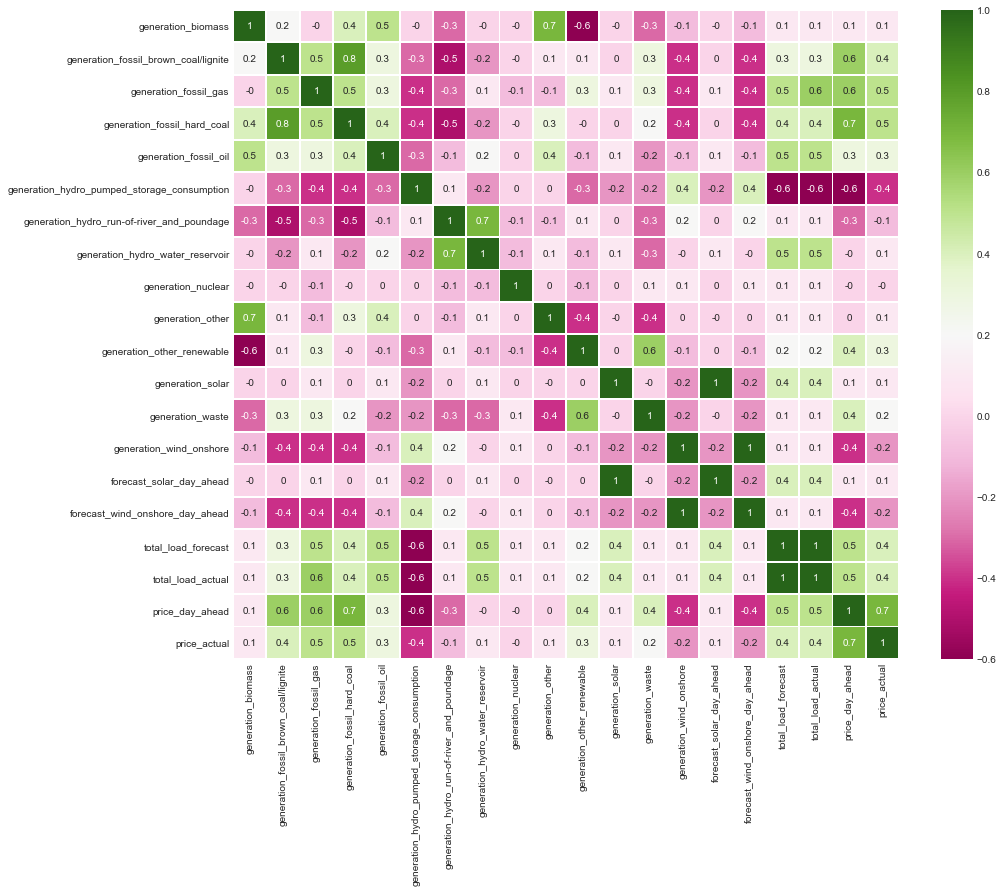 generation_biomass 1 0.2 -0 0.4 0.5 -0 -0.3 -0 -0 0.7 -0.6 -0 -0.3 -0.1 -0 -0.1 0.1 0.1 0.1 0.1
generation_fossil_brown_coal/lignite 0.2 1 0.5 0.8 0.3 -0.3 -0.5 -0.2 -0 0.1 0.1 0 0.3 -0.4 0 -0.4 0.3 0.3 0.6 0.4
generation_fossil_gas -0 0.5 1 0.5 0.3 -0.4 -0.3 0.1 -0.1 -0.1 0.3 0.1 0.3 -0.4 0.1 -0.4 0.5 0.6 0.6 0.5
generation_fossil_hard_coal 0.4 0.8 0.5 1 0.4 -0.4 -0.5 -0.2 -0 0.3 -0 0 0.2 -0.4 0 -0.4 0.4 0.4 0.7 0.5
generation_fossil_oil 0.5 0.3 0.3 0.4 1 -0.3 -0.1 0.2 0 0.4 -0.1 0.1 -0.2 -0.1 0.1 -0.1 0.5 0.5 0.3 0.3
generation_hydro_pumped_storage_consumption -0 -0.3 -0.4 -0.4 -0.3 1 0.1 -0.2 0 0 -0.3 -0.2 -0.2 0.4 -0.2 0.4 -0.6 -0.6 -0.6 -0.4
generation_hydro_run-of-river_and_poundage -0.3 -0.5 -0.3 -0.5 -0.1 0.1 1 0.7 -0.1 -0.1 0.1 0 -0.3 0.2 0 0.2 0.1 0.1 -0.3 -0.1
generation_hydro_water_reservoir -0 -0.2 0.1 -0.2 0.2 -0.2 0.7 1 -0.1 0.1 -0.1 0.1 -0.3 -0 0.1 -0 0.5 0.5 -0 0.1
generation_nuclear -0 -0 -0.1 -0 0 0 -0.1 -0.1 1 0 -0.1 0 0.1 0.1 0 0.1 0.1 0.1 -0 -0
generation_other 0.7 0.1 -0.1 0.3 0.4 0 -0.1 0.1 0 1 -0.4 -0 -0.4 0 -0 0 0.1 0.1 0 0.1
generation_other_renewable -0.6 0.1 0.3 -0 -0.1 -0.3 0.1 -0.1 -0.1 -0.4 1 0 0.6 -0.1 0 -0.1 0.2 0.2 0.4 0.3
generation_solar -0 0 0.1 0 0.1 -0.2 0 0.1 0 -0 0 1 -0 -0.2 1 -0.2 0.4 0.4 0.1 0.1
generation_waste -0.3 0.3 0.3 0.2 -0.2 -0.2 -0.3 -0.3 0.1 -0.4 0.6 -0 1 -0.2 -0 -0.2 0.1 0.1 0.4 0.2
generation_wind_onshore -0.1 -0.4 -0.4 -0.4 -0.1 0.4 0.2 -0 0.1 0 -0.1 -0.2 -0.2 1 -0.2 1 0.1 0.1 -0.4 -0.2
forecast_solar_day_ahead -0 0 0.1 0 0.1 -0.2 0 0.1 0 -0 0 1 -0 -0.2 1 -0.2 0.4 0.4 0.1 0.1
forecast_wind_onshore_day_ahead -0.1 -0.4 -0.4 -0.4 -0.1 0.4 0.2 -0 0.1 0 -0.1 -0.2 -0.2 1 -0.2 1 0.1 0.1 -0.4 -0.2
total_load_forecast 0.1 0.3 0.5 0.4 0.5 -0.6 0.1 0.5 0.1 0.1 0.2 0.4 0.1 0.1 0.4 0.1 1 1 0.5 0.4
total_load_actual 0.1 0.3 0.6 0.4 0.5 -0.6 0.1 0.5 0.1 0.1 0.2 0.4 0.1 0.1 0.4 0.1 1 1 0.5 0.4
price_day_ahead 0.1 0.6 0.6 0.7 0.3 -0.6 -0.3 -0 -0 0 0.4 0.1 0.4 -0.4 0.1 -0.4 0.5 0.5 1 0.7
price_actual 0.1 0.4 0.5 0.5 0.3 -0.4 -0.1 0.1 -0 0.1 0.3 0.1 0.2 -0.2 0.1 -0.2 0.4 0.4 0.7 1
generation_biomass
generation_fossil_brown_coal/lignite
generation_fossil_gas
generation_fossil_hard_coal
generation_fossil_oil
generation_hydro_pumped_storage_consumption
generation_hydro_run-of-river_and_poundage
generation_hydro_water_reservoir
generation_nuclear
generation_other
generation_other_renewable
generation_solar
generation_waste
generation_wind_onshore
forecast_solar_day_ahead
forecast_wind_onshore_day_ahead
total_load_forecast
total_load_actual
price_day_ahead
price_actual
1.0
0.8
0.6
0.4
0.2
0.0
−0.2
−0.4
−0.6